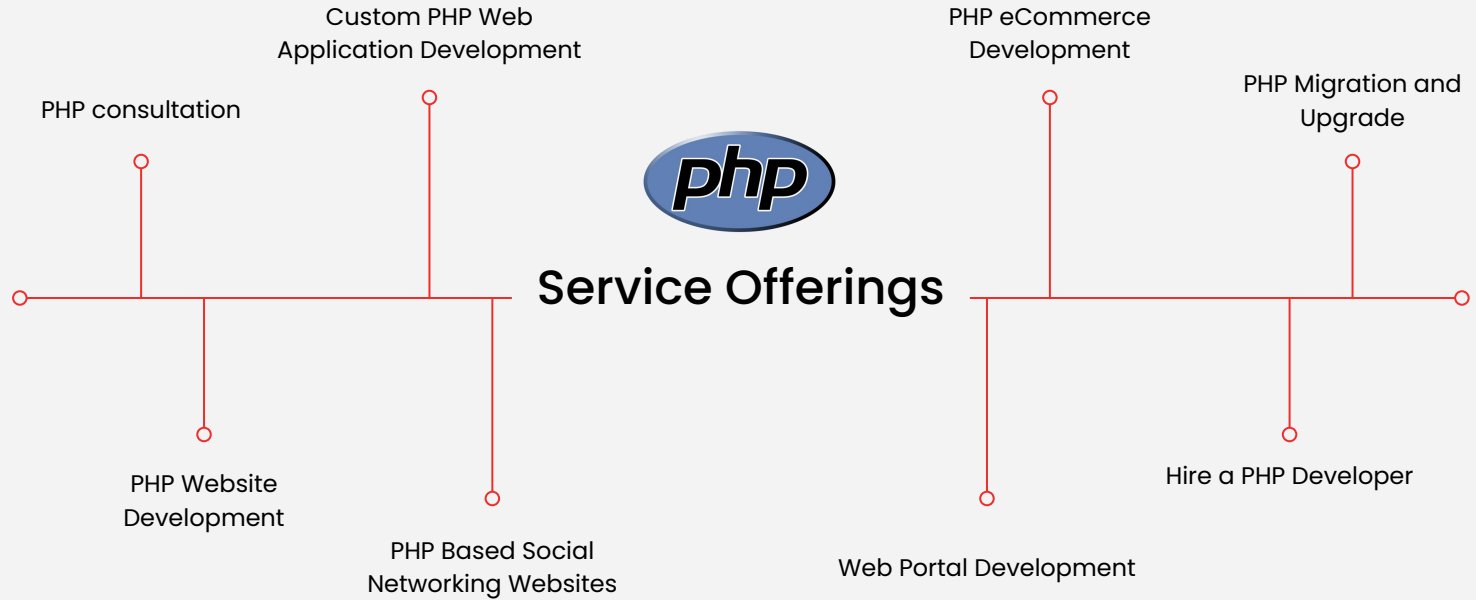 Custom PHP Web
Application Development
PHP eCommerce
Development
PHP consultation
PHP Migration and
Upgrade
php
Service Offerings
PHP Website
Development
Hire a PHP Developer
PHP Based Social
Networking Websites
Web Portal Development